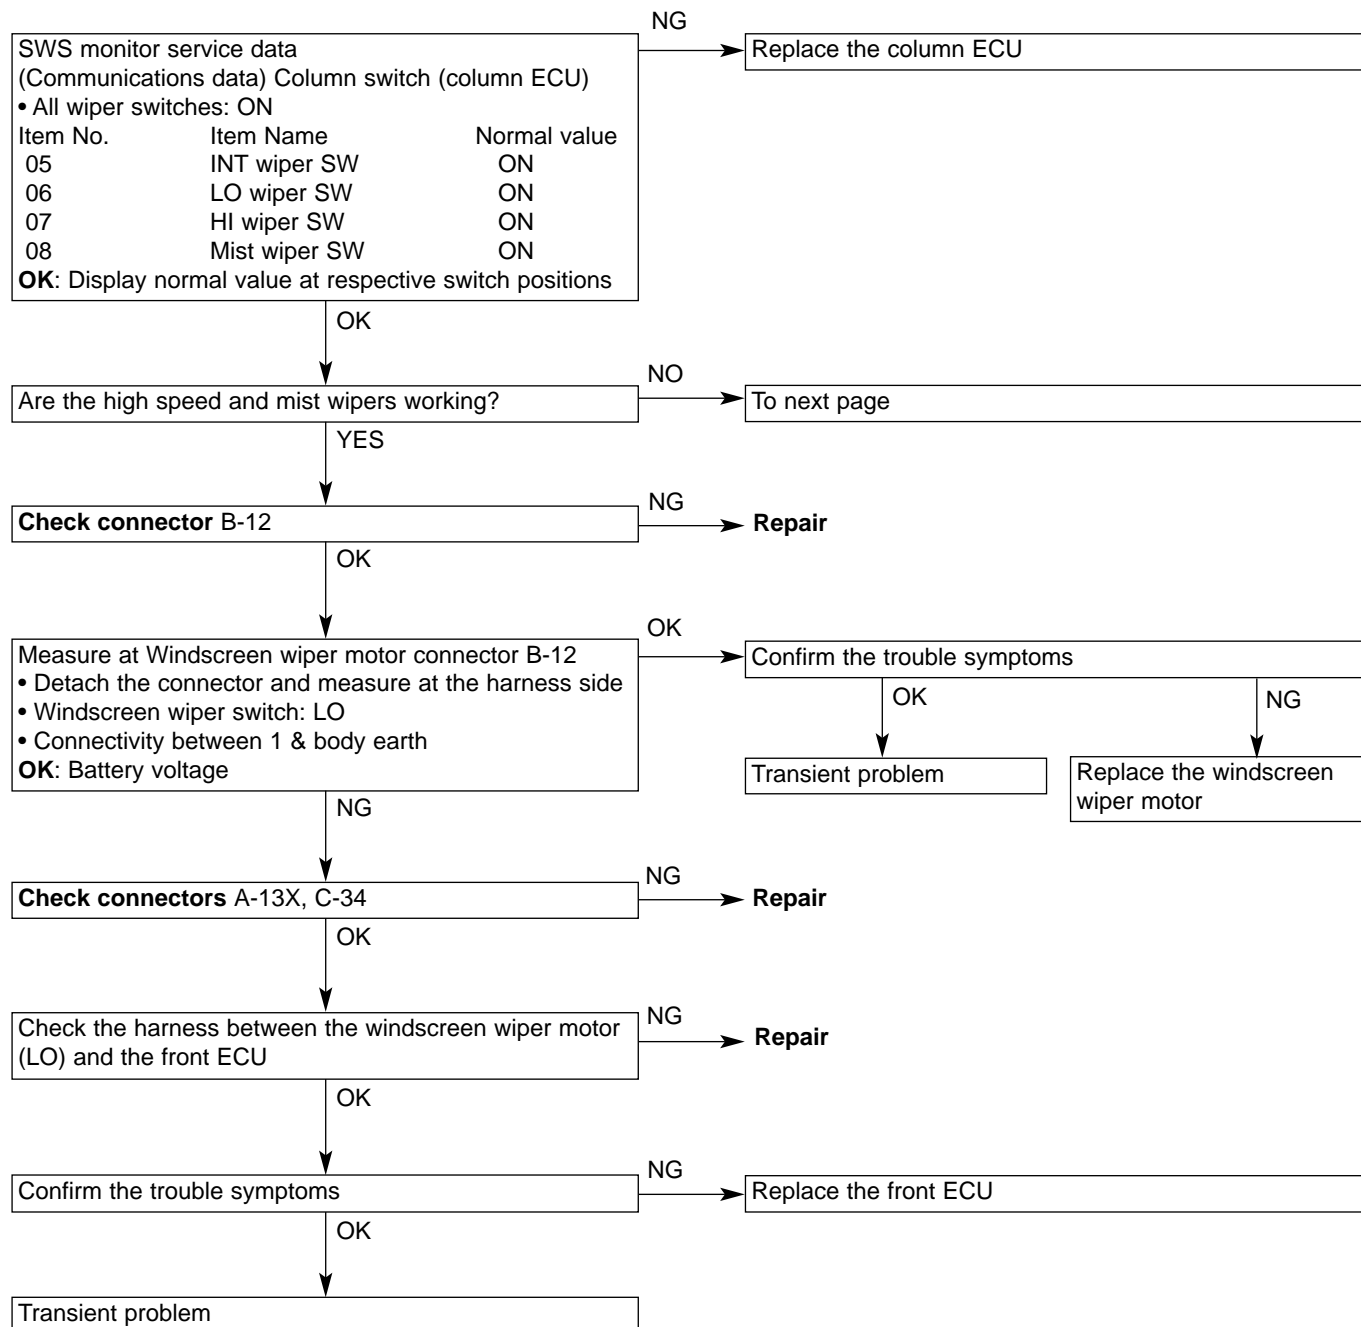 NG
SWS monitor service data
(Communications data) Column switch (column ECU)
• All wiper switches: ON
Item No. Item Name Normal value
05 INT wiper SW ON
06 LO wiper SW ON
07 HI wiper SW ON
08 Mist wiper SW ON
OK: Display normal value at respective switch positions
Replace the column ECU
OK
Are the high speed and mist wipers working?
NO
To next page
YES
Check connector B-12
NG
Repair
OK
Measure at Windscreen wiper motor connector B-12
• Detach the connector and measure at the harness side
• Windscreen wiper switch: LO
• Connectivity between 1 & body earth
OK: Battery voltage
OK
Confirm the trouble symptoms
OK
NG
Transient problem
Replace the windscreen
wiper motor
NG
Check connectors A-13X, C-34
NG
Repair
OK
Check the harness between the windscreen wiper motor
(LO) and the front ECU
NG
Repair
OK
Confirm the trouble symptoms
NG
Replace the front ECU
OK
Transient problem